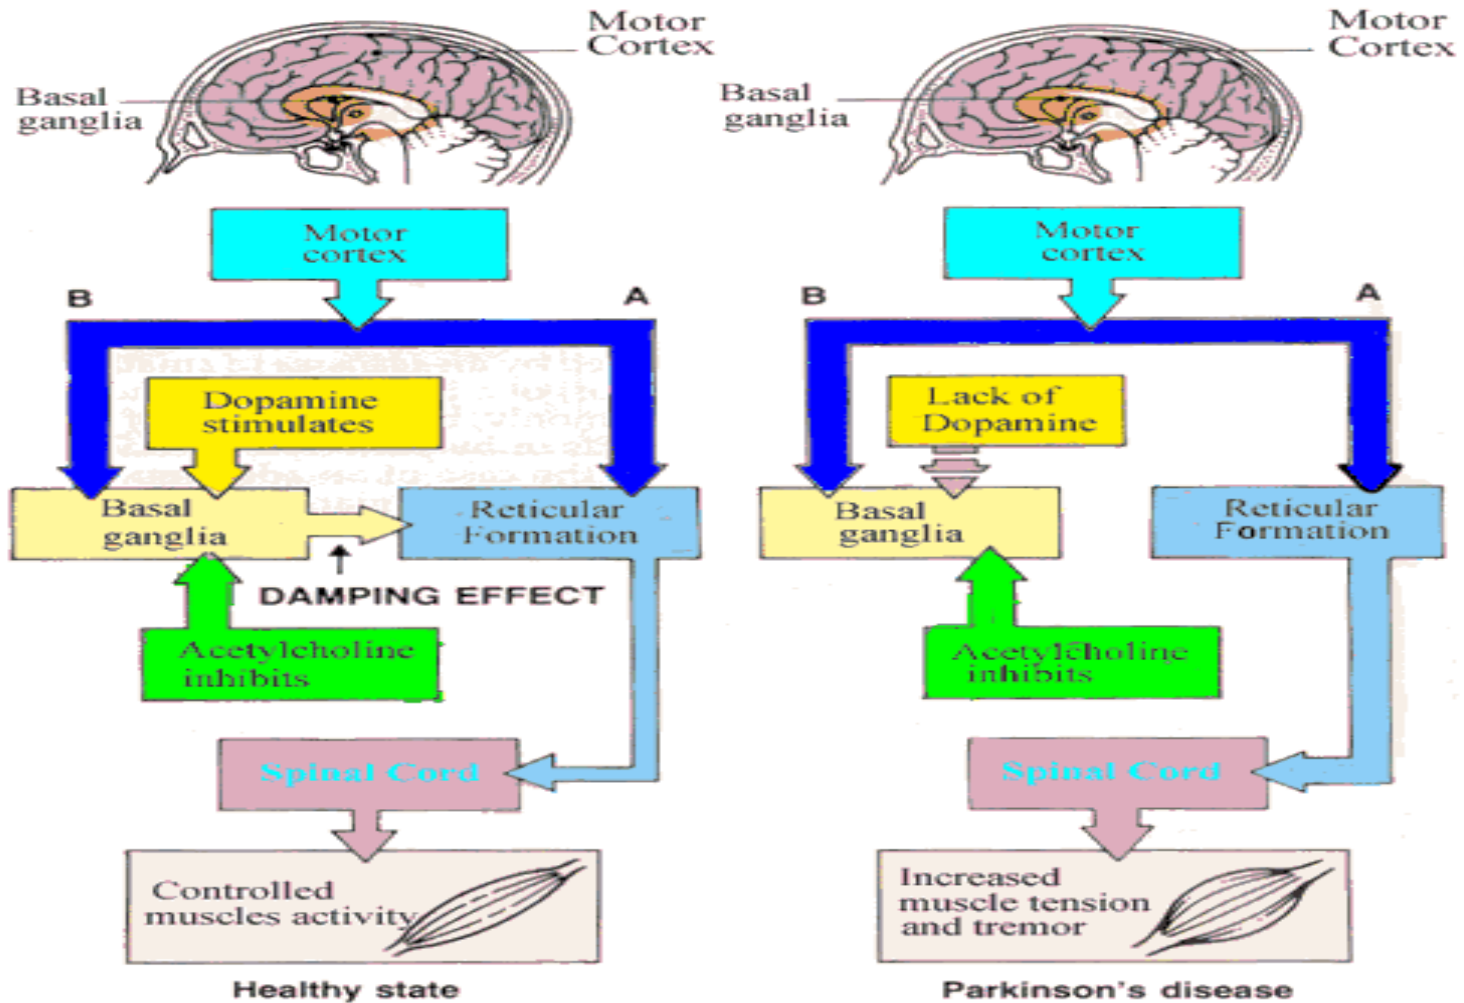 Motor
Cortex
Basal
ganglia
Motor
cortex
B
A
Dopamine
stimulates
Basal
ganglia
Reticular
Formation
DAMPING EFFECT
Acetylcholine
inhibits
Spinal Cord
Controlled
muscles activity
Healthy state
Motor
Cortex
Basal
ganglia
Motor
cortex
B
A
Lack of
Dopamine
Basal
ganglia
Reticular
Formation
Acetylcholine
inhibits
Spinal Cord
Increased
muscle tension
and tremor
Parkinson's disease